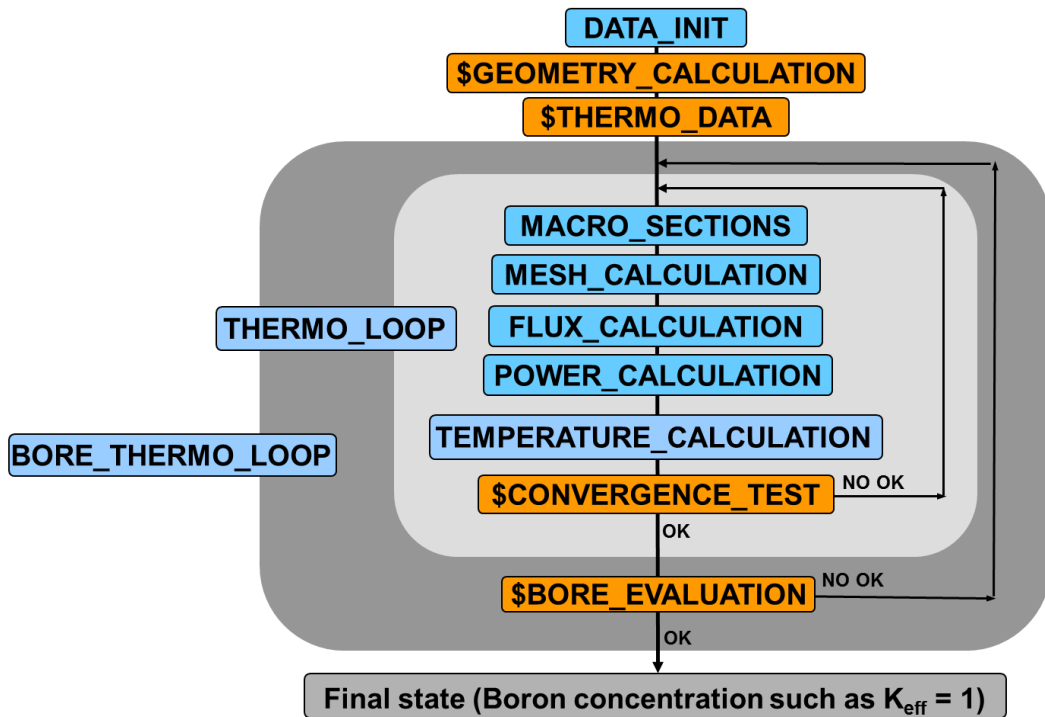 DATA_INIT
$GEOMETRY_CALCULATION
$THERMO_DATA
MACRO_SECTIONS
MESH_CALCULATION
THERMO_LOOP
FLUX_CALCULATION
POWER_CALCULATION
TEMPERATURE_CALCULATION
BORE_THERMO_LOOP
$CONVERGENCE_TEST
NO OK
OK
$BORE_EVALUATION
NO OK
OK
Final state (Boron concentration such as Keff = 1)